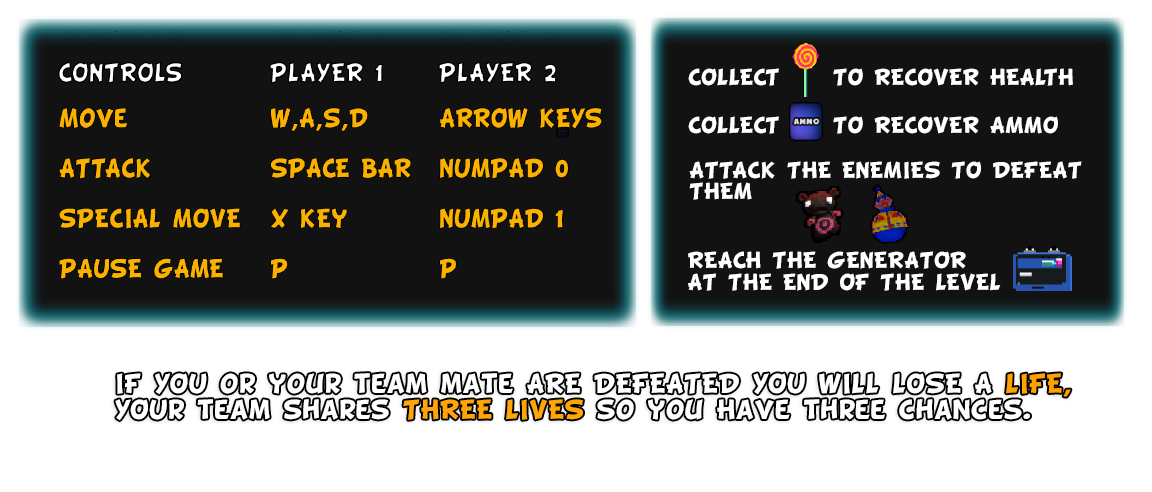 CONTROLS PLAYER 1 PLAYER 2
MOVE W,A,S,D ARROW KEYS
ATTACK SPACE BAR NUMPAD 0
SPECIAL MOVE X KEY NUMPAD 1
PAUSE GAME P P
COLLECT TO RECOVER HEALTH
COLLECT AMMO TO RECOVER AMMO
ATTACK THE ENEMIES TO DEFEAT
THEM
REACH THE GENERATOR
AT THE END OF THE LEVEL
IF YOU OR YOUR TEAM MATE ARE DEFEATED YOU WILL LOSE A LIFE,
YOUR TEAM SHARES THREE LIVES SO YOU HAVE THREE CHANCES.